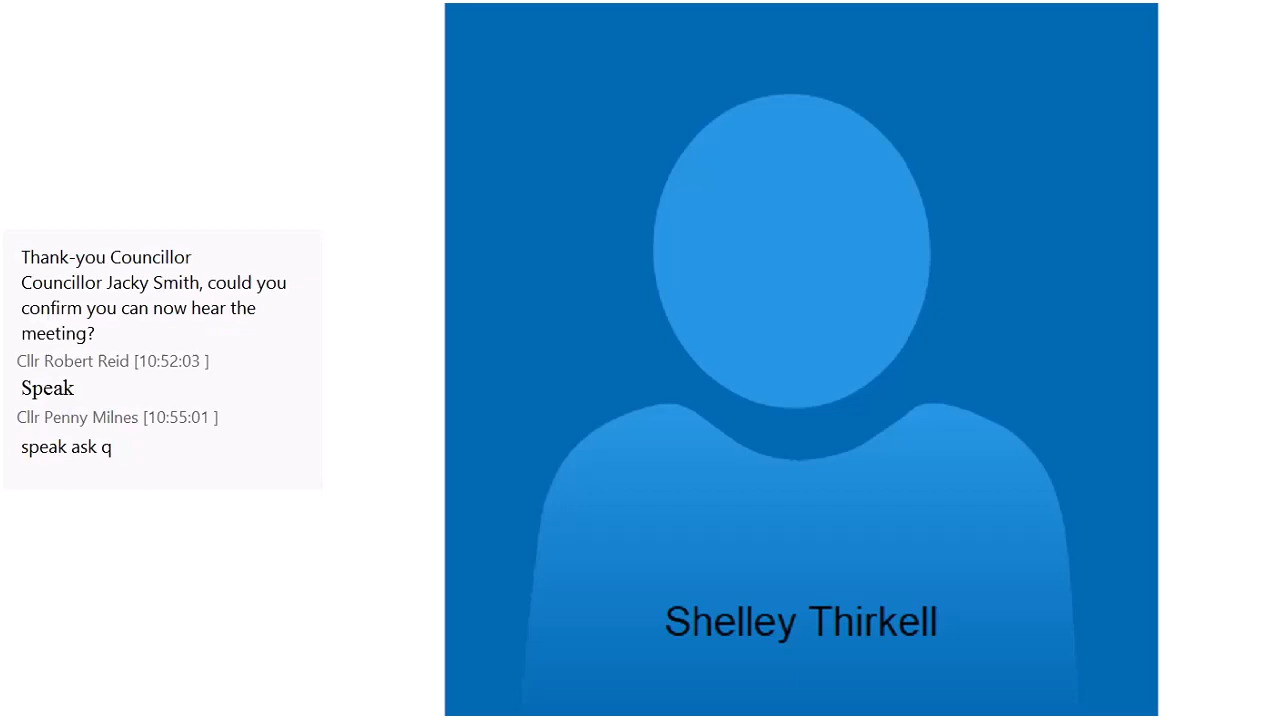 Thank-you Councillor
Councillor Jacky Smith, could you
confirm you can now hear the
meeting?
Cllr Robert Reid [10:52:03 ]
Speak
Cllr Penny Milnes [10:55:01 ]
speak ask q
Shelley Thirkell